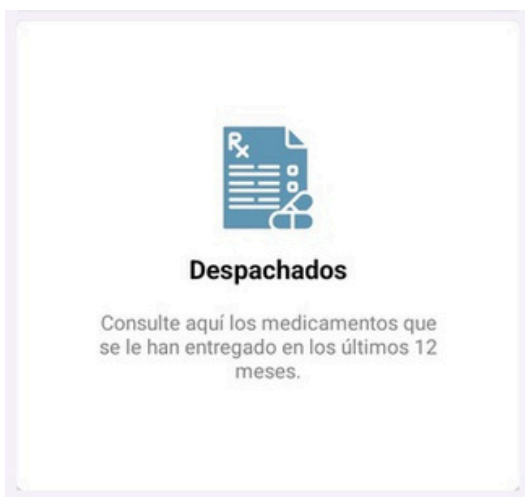 Rx
Despachados
Consulte aquí los medicamentos que
se le han entregado en los últimos 12
meses.